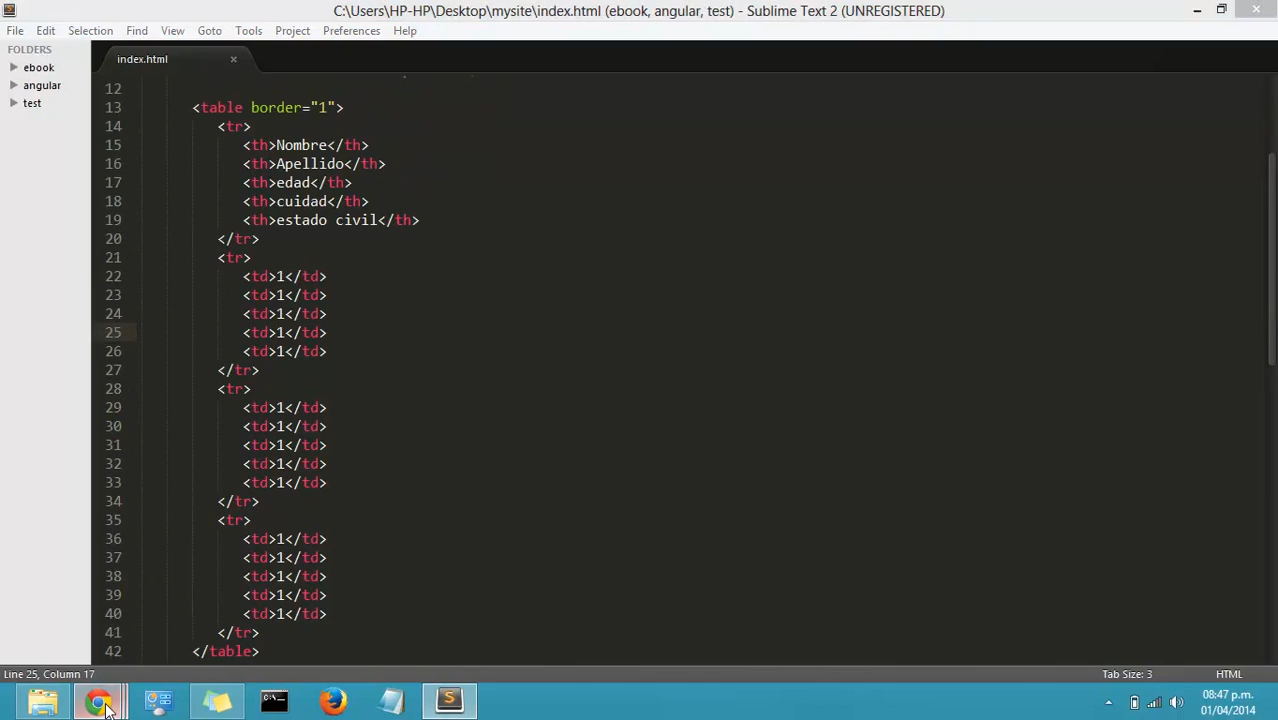 C:\Users\HP-HP\Desktop\mysite\index.html (ebook, angular, test) - Sublime Text 2 (UNREGISTERED)
File Edit Selection Find View Goto Tools Project Preferences Help
FOLDERS
ebook
angular
test
index.html
12
13 <table border="1">
14 <tr>
15 <th>Nombre</th>
16 <th>Apellido</th>
17 <th>edad</th>
18 <th>cuidad</th>
19 <th>estado civil</th>
20 </tr>
21 <tr>
22 <td>1</td>
23 <td>1</td>
24 <td>1</td>
25 <td>1</td>
26 <td>1</td>
27 </tr>
28 <tr>
29 <td>1</td>
30 <td>1</td>
31 <td>1</td>
32 <td>1</td>
33 <td>1</td>
34 </tr>
35 <tr>
36 <td>1</td>
37 <td>1</td>
38 <td>1</td>
39 <td>1</td>
40 <td>1</td>
41 </tr>
42 </table>
Line 25, Column 17 Tab Size: 3 HTML
08:47 p.m.
01/04/2014